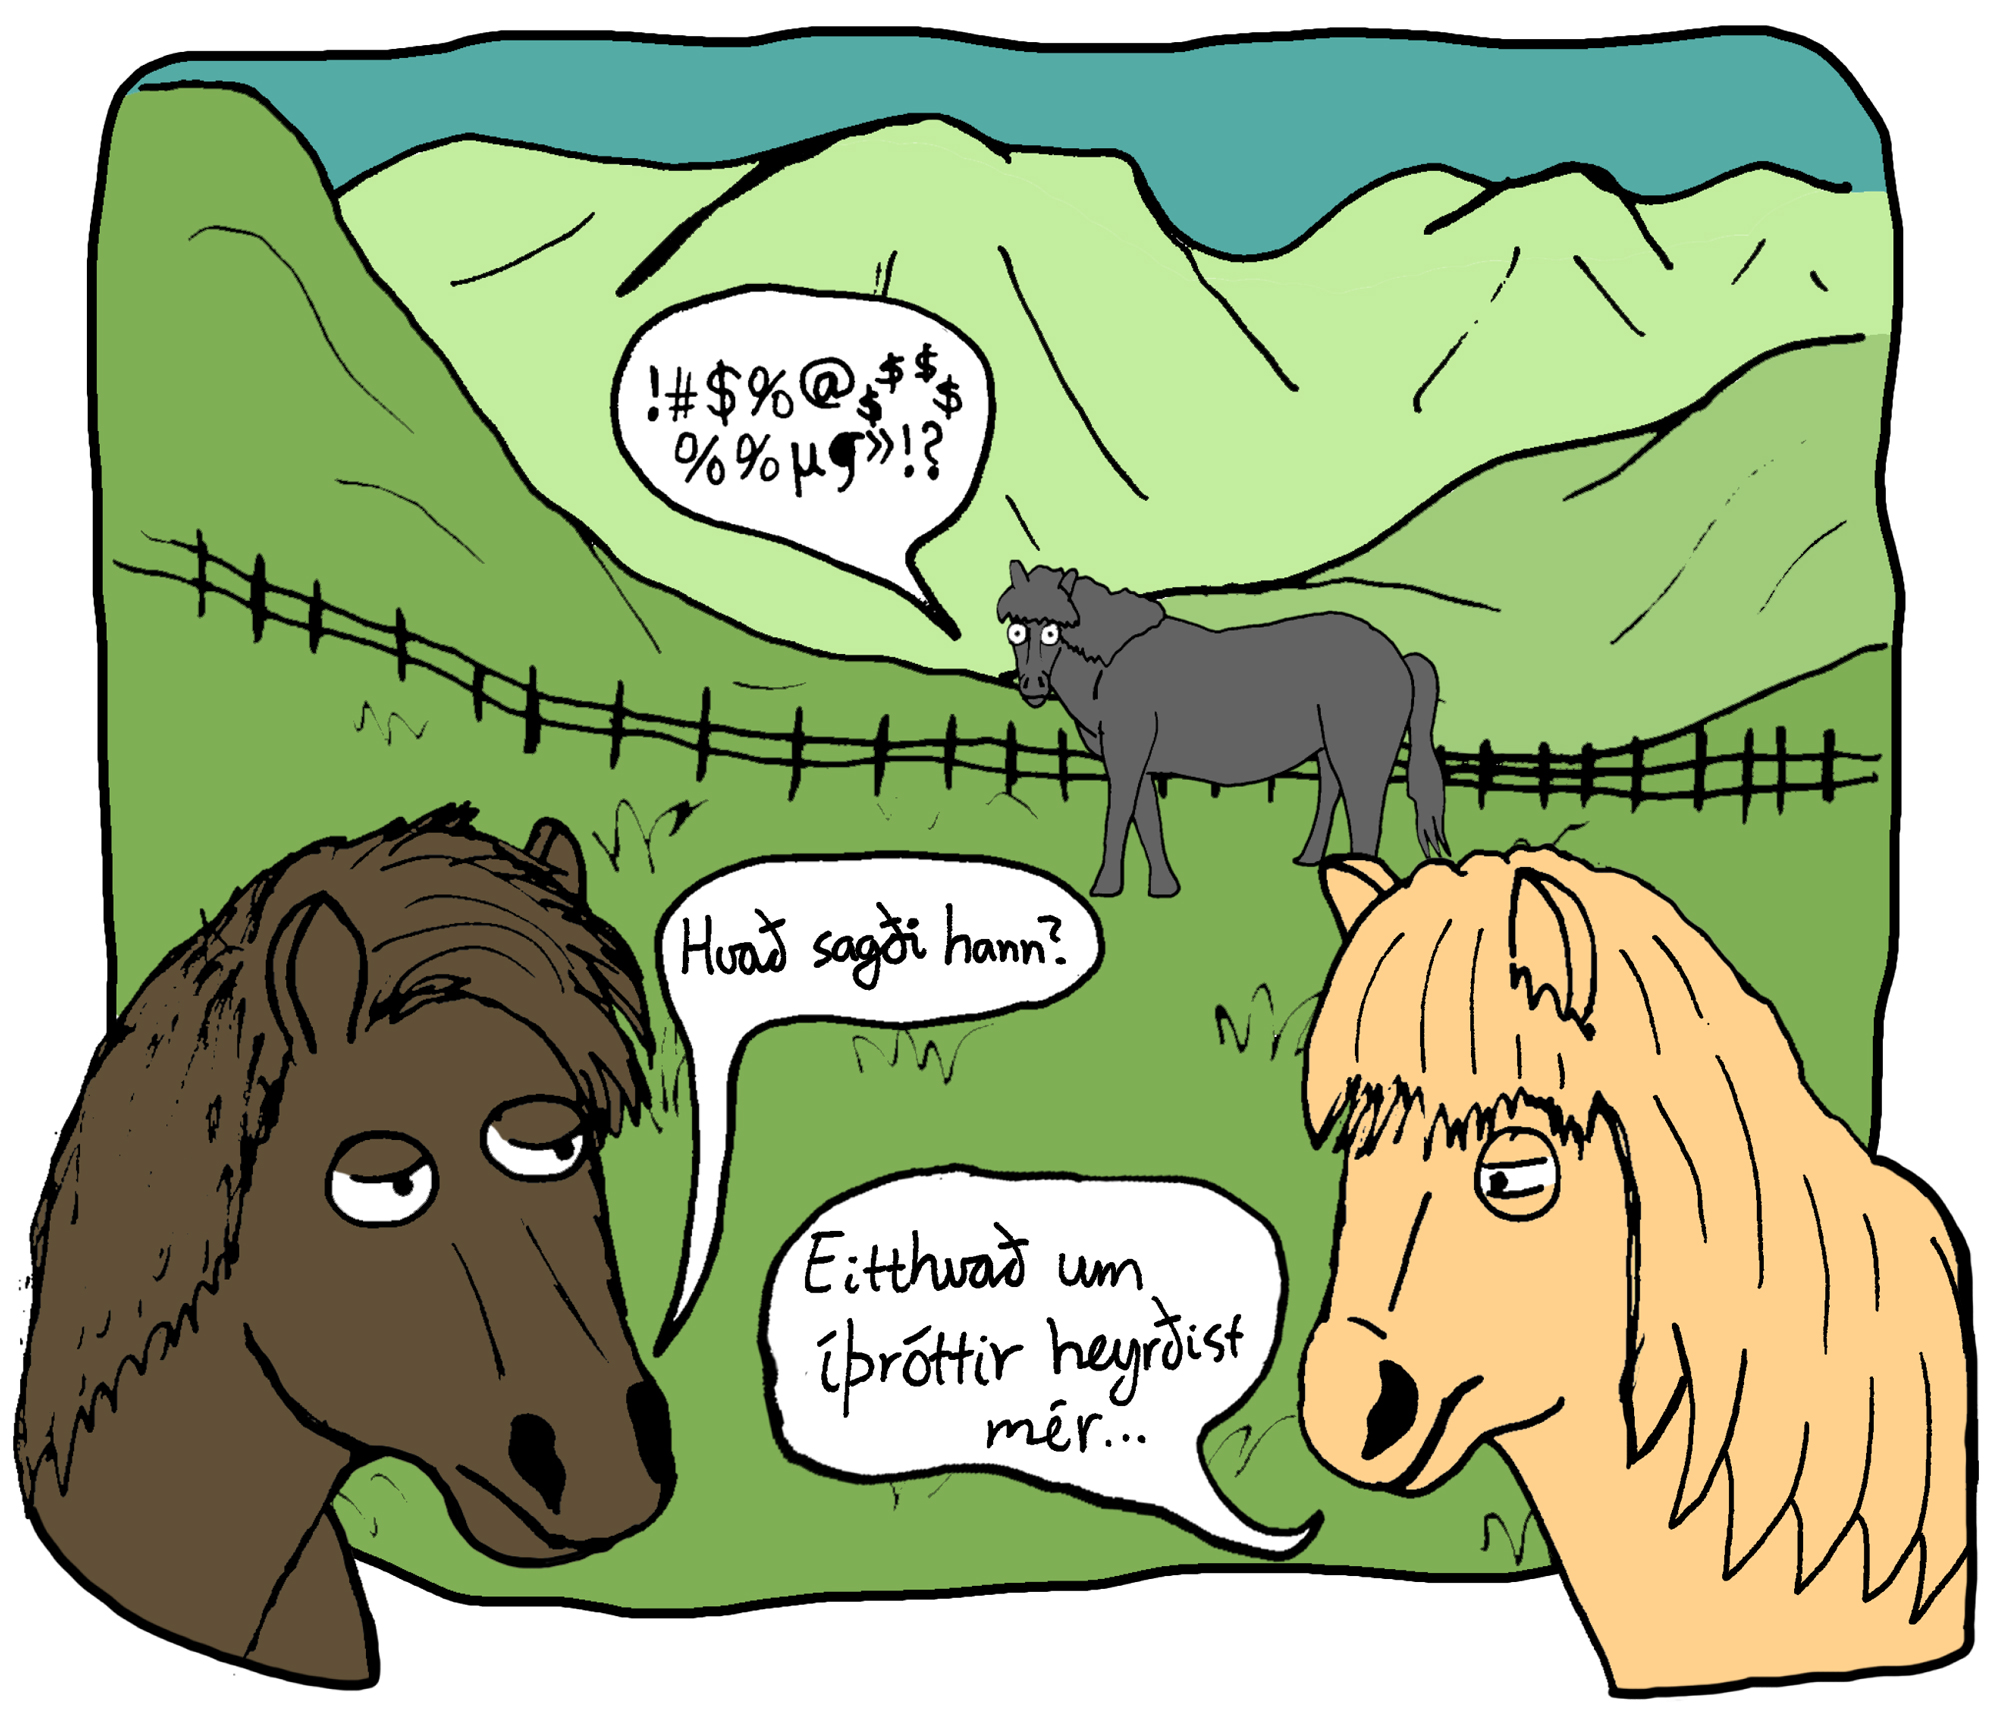 !#$%@$$$$
%%µ¶»!?
Hvað sagði hann?
Eitthvað um
íþróttir heyrðist
mér...